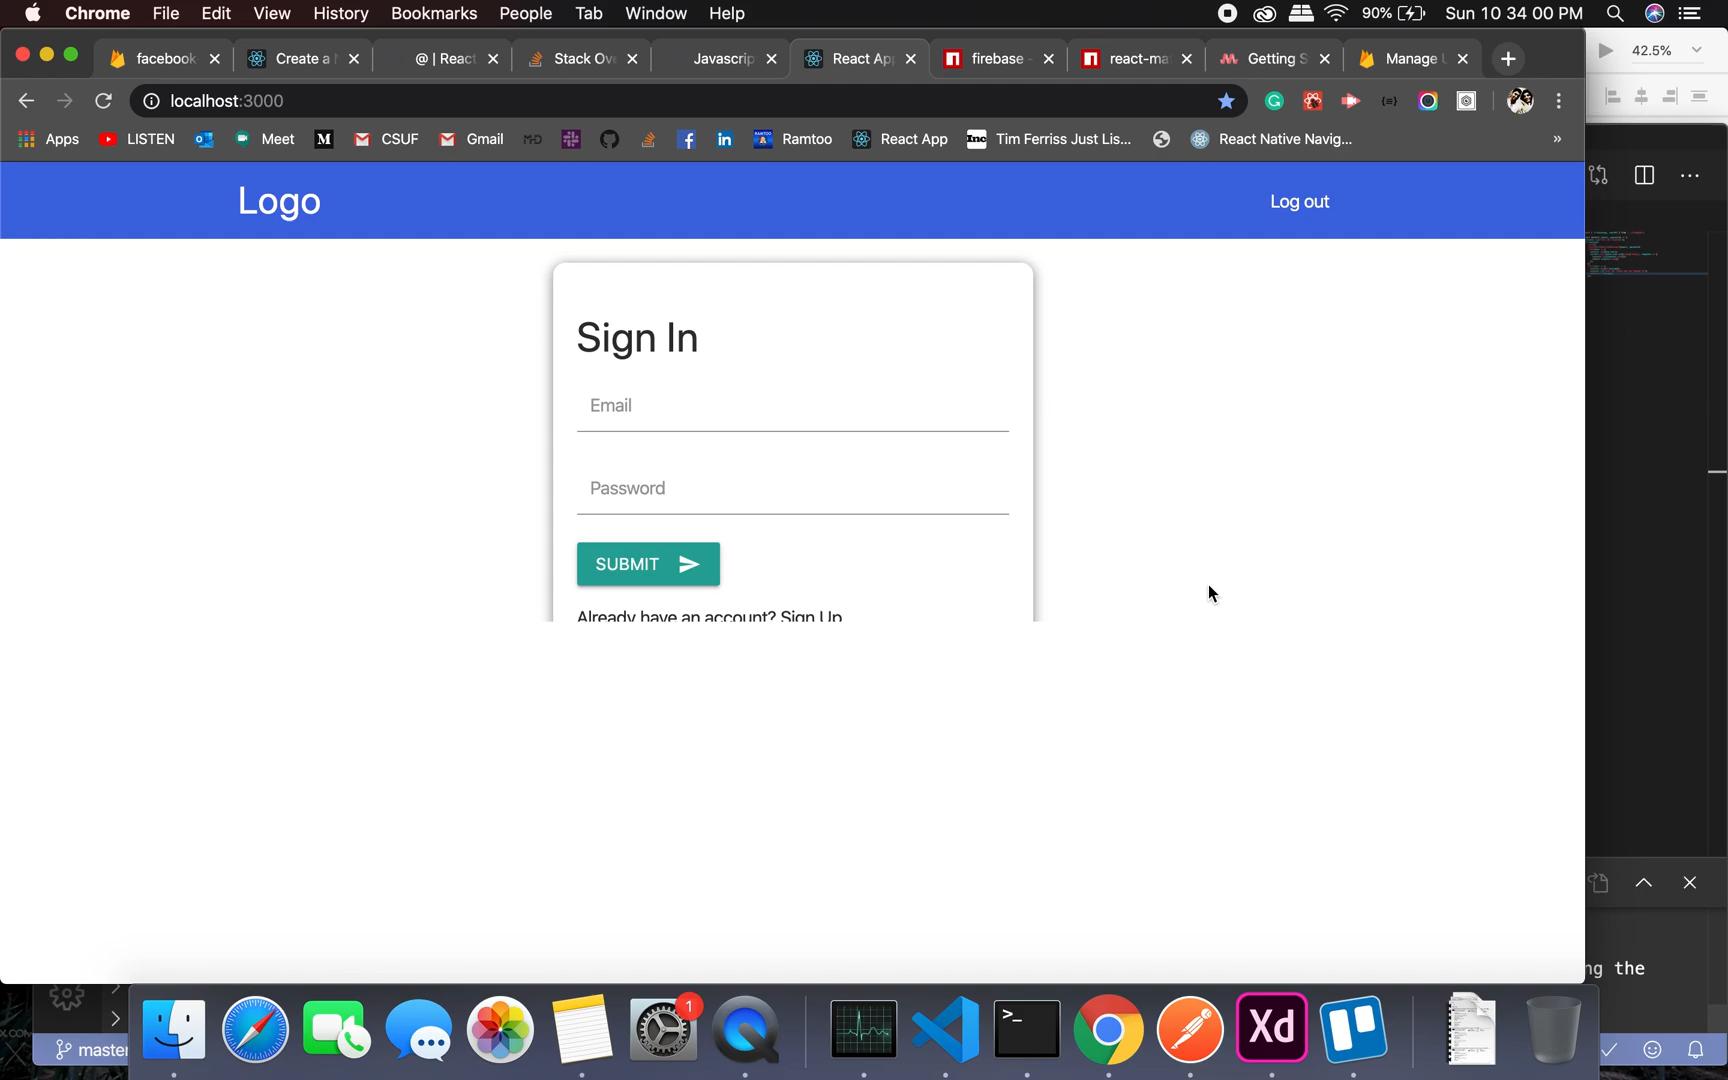 Chrome File Edit View History Bookmarks People Tab Window Help 90% Sun 10 34 00 PM
facebook Create a @ | React Stack Ov Javascrip React Ap firebase - react-ma Getting S Manage 42.5%
localhost:3000
Apps LISTEN Meet M CSUF Gmail M-D Ramtoo React App Inc Tim Ferriss Just Lis... React Native Navig... »
Logo Log out
Sign In
Email
Password
SUBMIT
Already have an account? Sign Up
the
1
Xd
master